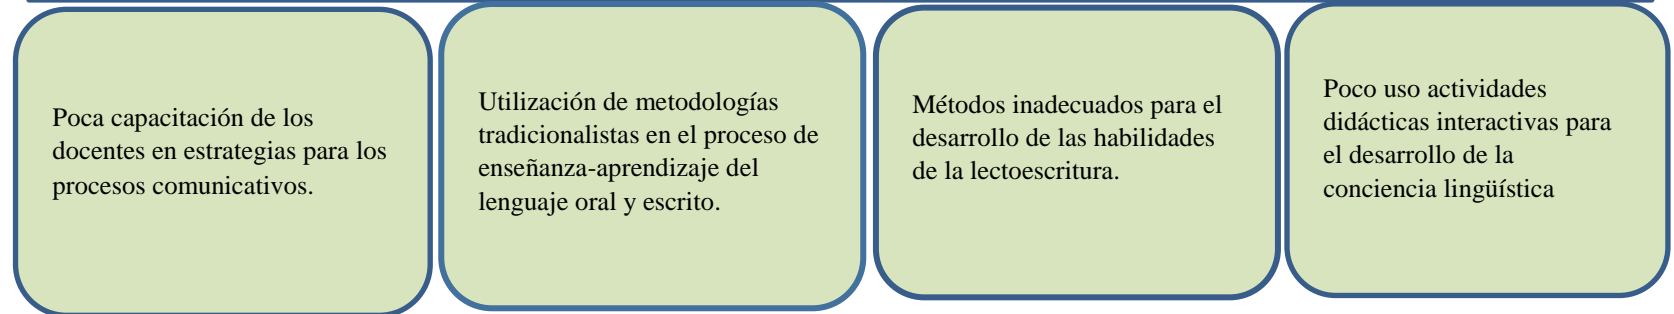 Poca capacitación de los
docentes en estrategias para los
procesos comunicativos.
Utilización de metodologías
tradicionalistas en el proceso de
enseñanza-aprendizaje del
lenguaje oral y escrito.
Métodos inadecuados para el
desarrollo de las habilidades
de la lectoescritura.
Poco uso actividades
didácticas interactivas para
el desarrollo de la
conciencia lingüística